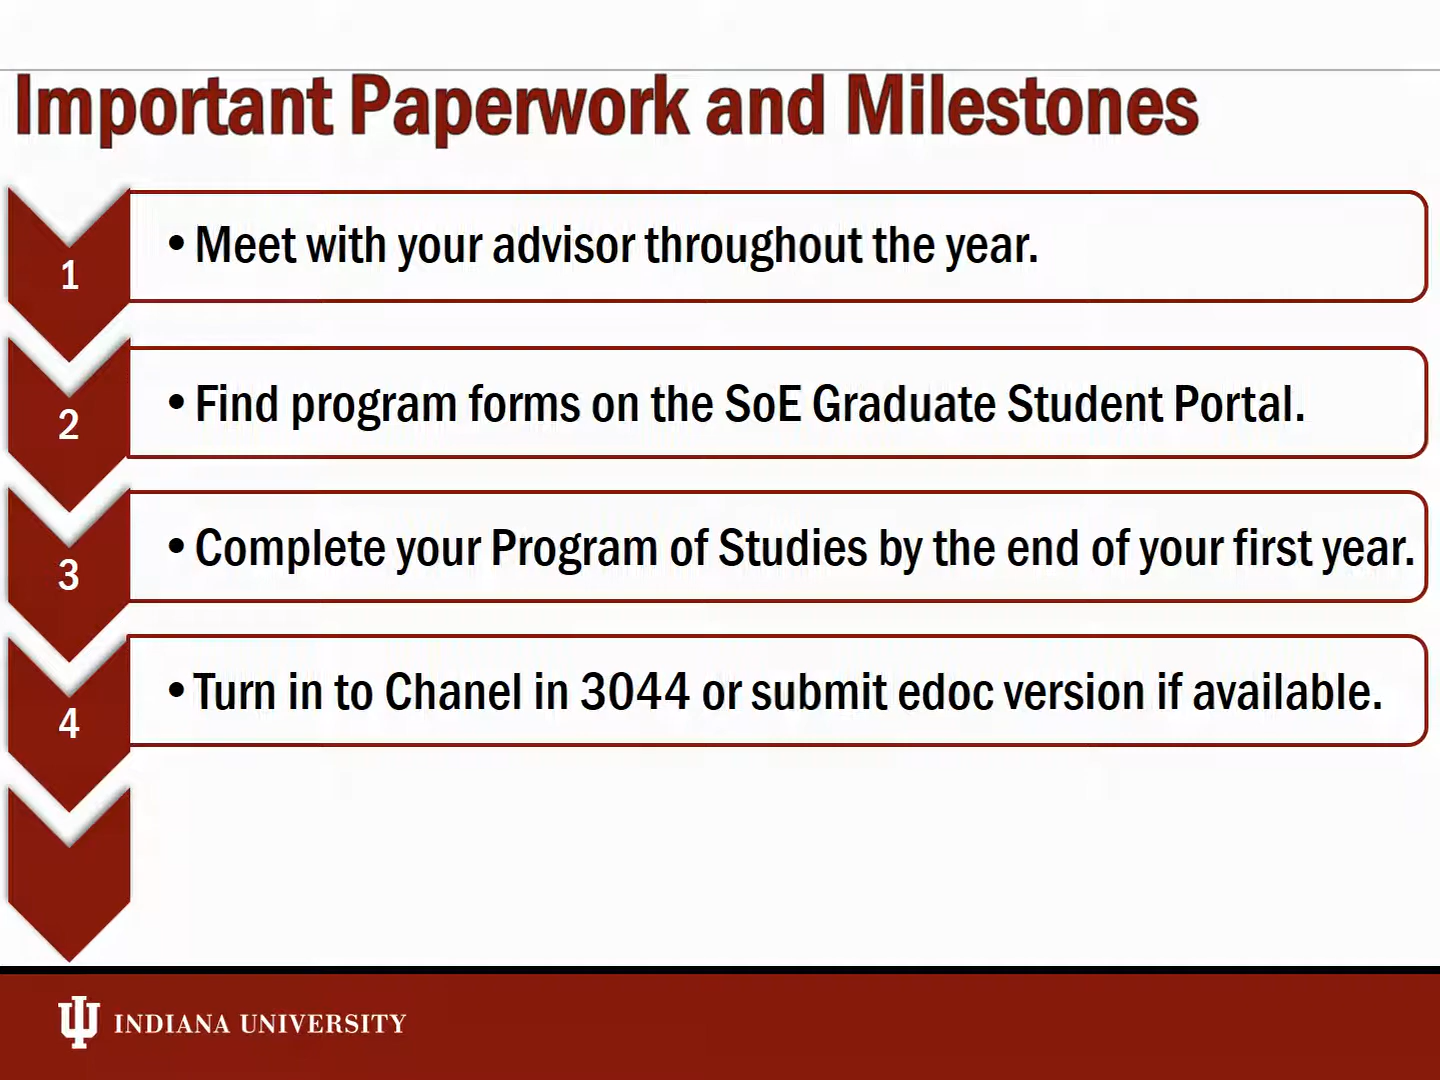 Important Paperwork and Milestones
1
• Meet with your advisor throughout the year.
2
• Find program forms on the SoE Graduate Student Portal.
3
• Complete your Program of Studies by the end of your first year.
4
• Turn in to Chanel in 3044 or submit edoc version if available.
INDIANA UNIVERSITY